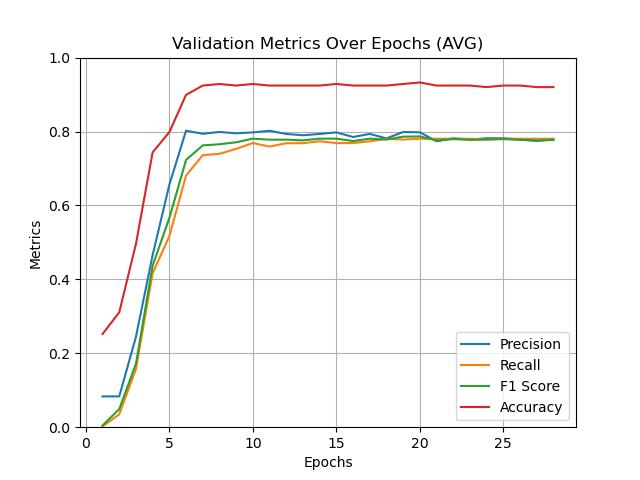 Validation Metrics Over Epochs (AVG)
1.0
0.8
0.6
0.4
0.2
0.0
Metrics
0 5 10 15 20 25
Epochs
Precision
Recall
F1 Score
Accuracy